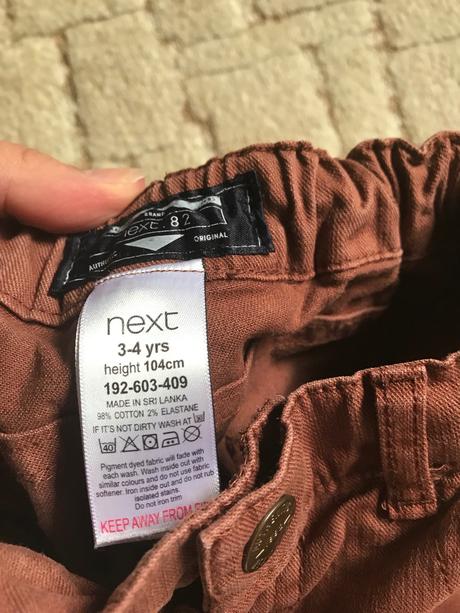 next. 82
AUTHENTIC ORIGINAL
next
3-4 yrs
height 104cm
192-603-409
MADE IN SRI LANKA
98% COTTON 2% ELASTANE
IF IT'S NOT DIRTY WASH AT
40
Pigment dyed fabric will fade with
each wash. Wash inside out with
similar colours and do not use fabric
softener. Iron inside out and do not rub
isolated stains.
Do not iron trim
KEEP AWAY FROM